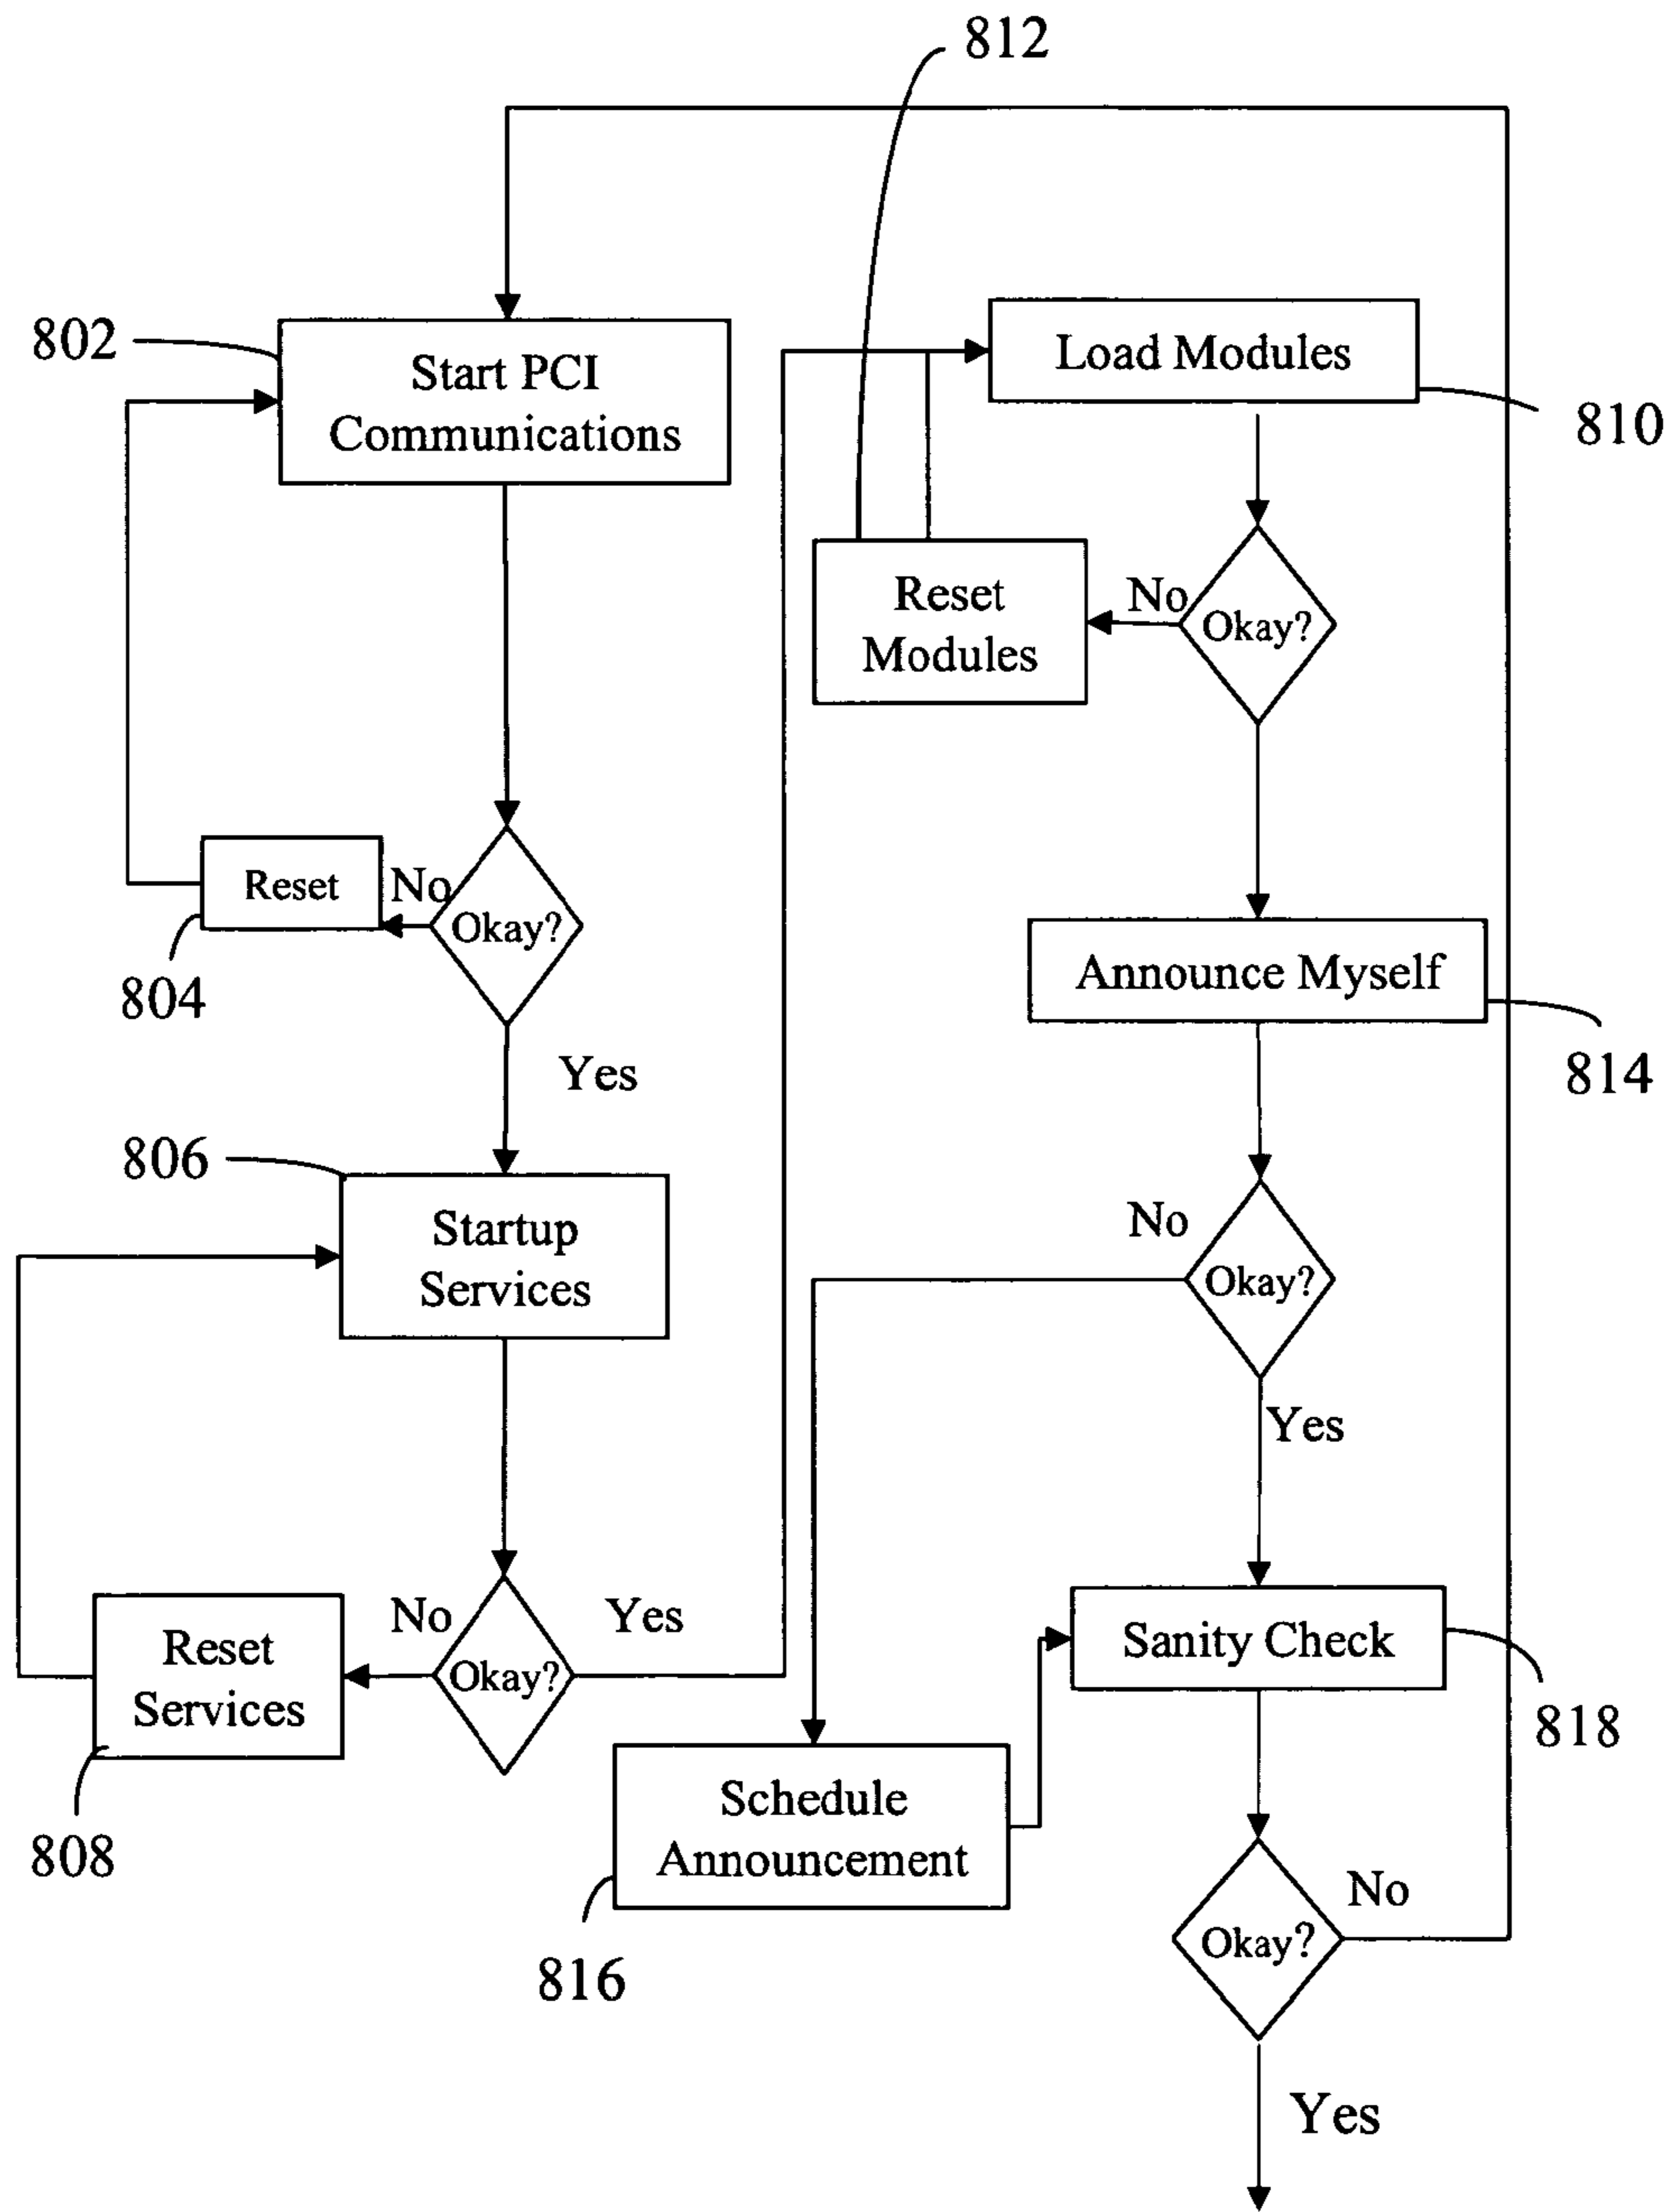 812
802
Start PCI
Communications
Load Modules
810
Reset
Modules
No
Okay?
Reset
No
Okay?
804
Announce Myself
Yes
814
806
Startup
Services
No
Okay?
Yes
Reset
Services
No
Okay?
Yes
Sanity Check
818
808
Schedule
Announcement
816
No
Okay?
Yes